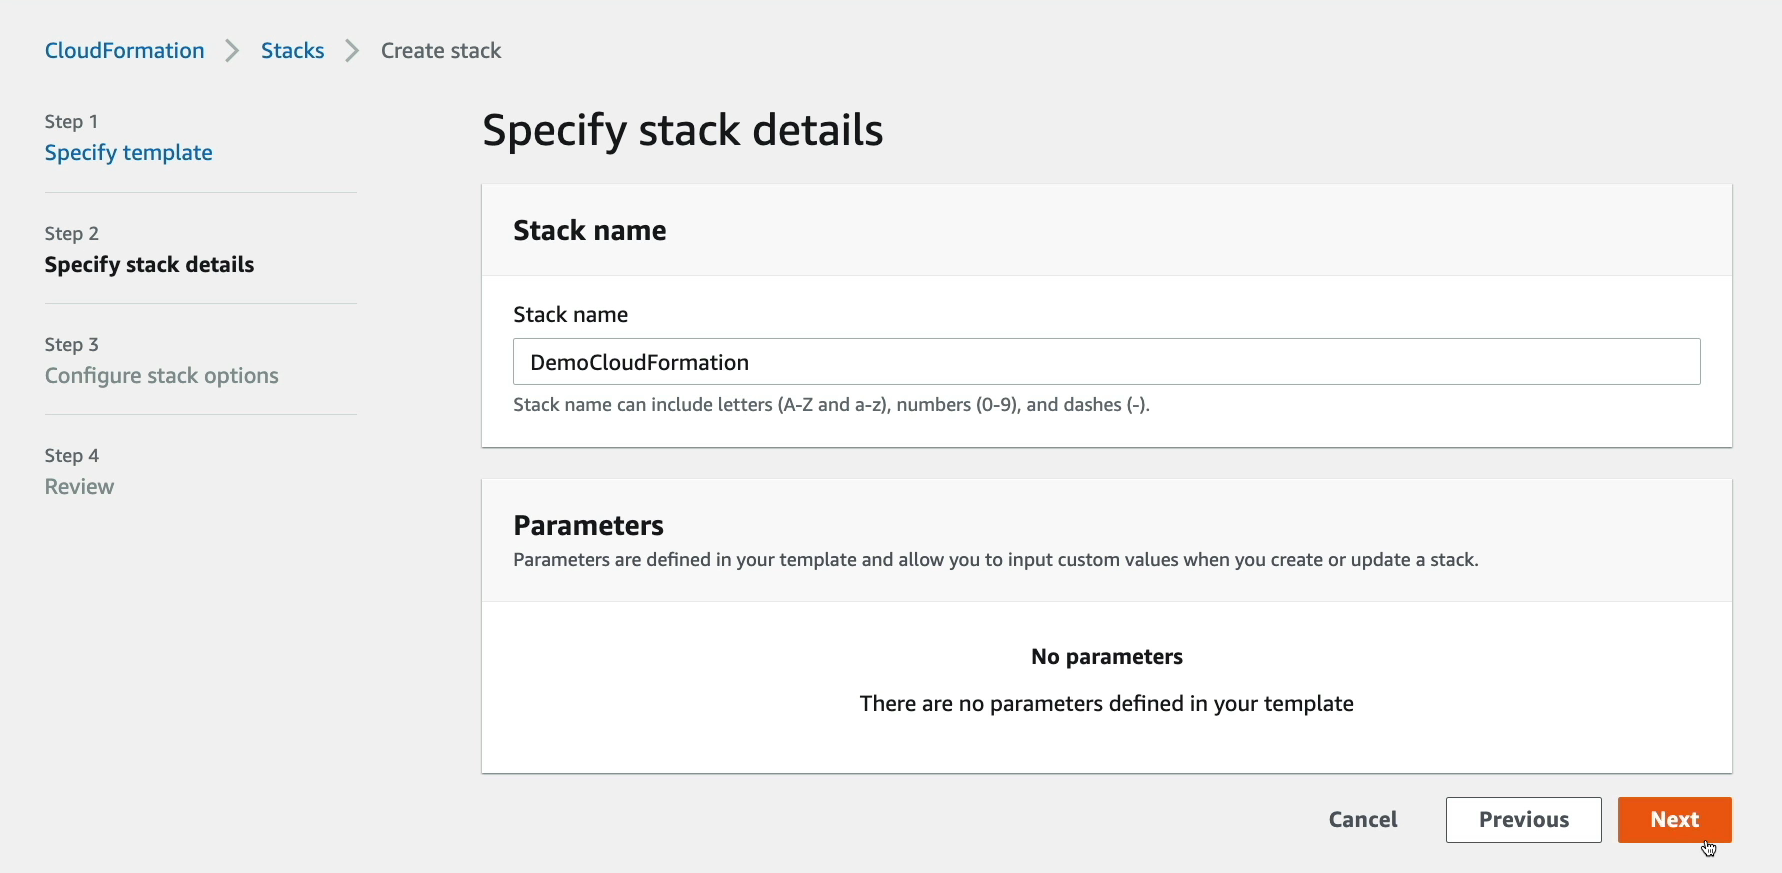 CloudFormation > Stacks > Create stack
Step 1
Specify template
Step 2
Specify stack details
Step 3
Configure stack options
Step 4
Review
Specify stack details
Stack name
Stack name
DemoCloudFormation
Stack name can include letters (A-Z and a-z), numbers (0-9), and dashes (-).
Parameters
Parameters are defined in your template and allow you to input custom values when you create or update a stack.
No parameters
There are no parameters defined in your template
Cancel Previous Next